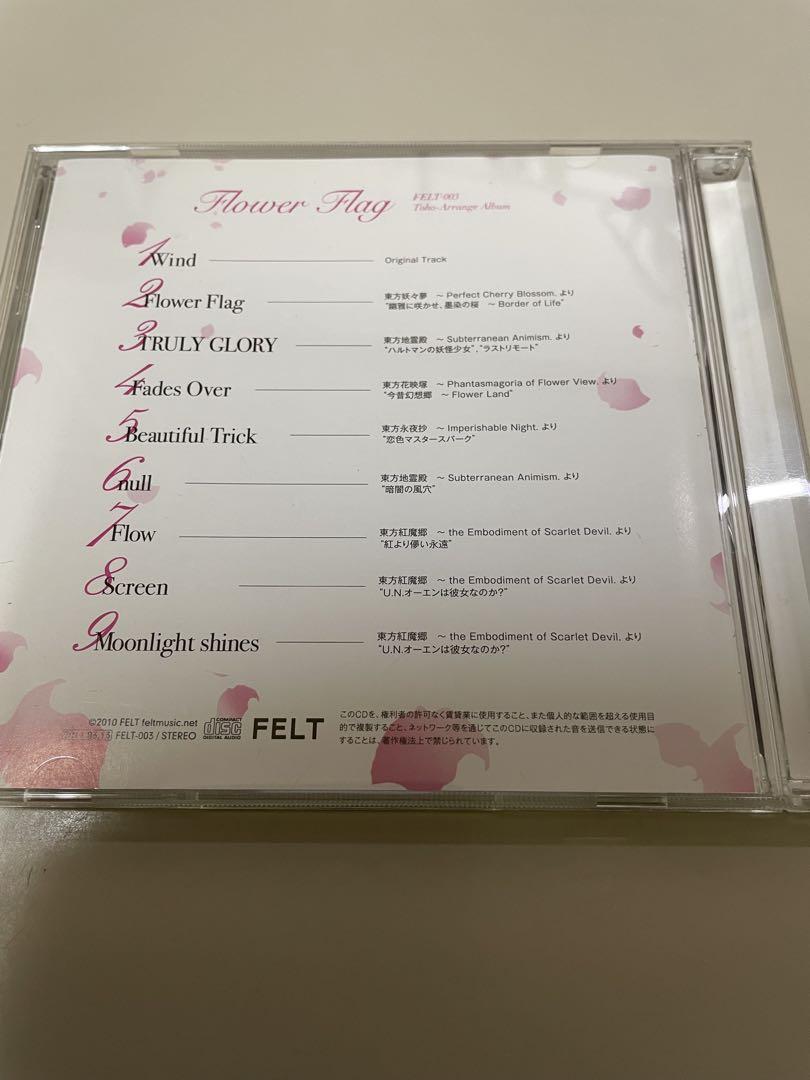 Flower Flag
FELT-003
Toho-Arrange Album
1 Wind Original Track
2 Flower Flag 東方妖々夢 ～ Perfect Cherry Blossom. より
"幽雅に咲かせ、墨染の桜 ～ Border of Life"
3 TRULY GLORY 東方地霊殿 ～ Subterranean Animism. より
"ハルトマンの妖怪少女","ラストリモート"
4 Fades Over 東方花映塚 ～ Phantasmagoria of Flower View. より
"今昔幻想郷 ～ Flower Land"
5 Beautiful Trick 東方永夜抄 ～ Imperishable Night. より
"恋色マスタースパーク"
6 null 東方地霊殿 ～ Subterranean Animism. より
"暗闇の風穴"
7 Flow 東方紅魔郷 ～ the Embodiment of Scarlet Devil. より
"紅より儚い永遠"
8 Screen 東方紅魔郷 ～ the Embodiment of Scarlet Devil. より
"U.N.オーエンは彼女なのか?"
9 Moonlight shines 東方紅魔郷 ～ the Embodiment of Scarlet Devil. より
"U.N.オーエンは彼女なのか?"
©2010 FELT feltmusic.net
FELT-003 / STEREO
COMPACT
disc
DIGITAL AUDIO
FELT
このCDを、権利者の許可なく賃貸業に使用すること、また個人的な範囲を超える使用目
的で複製すること、ネットワーク等を通じてこのCDに収録された音を送信できる状態に
することは、著作権法上で禁じられています。